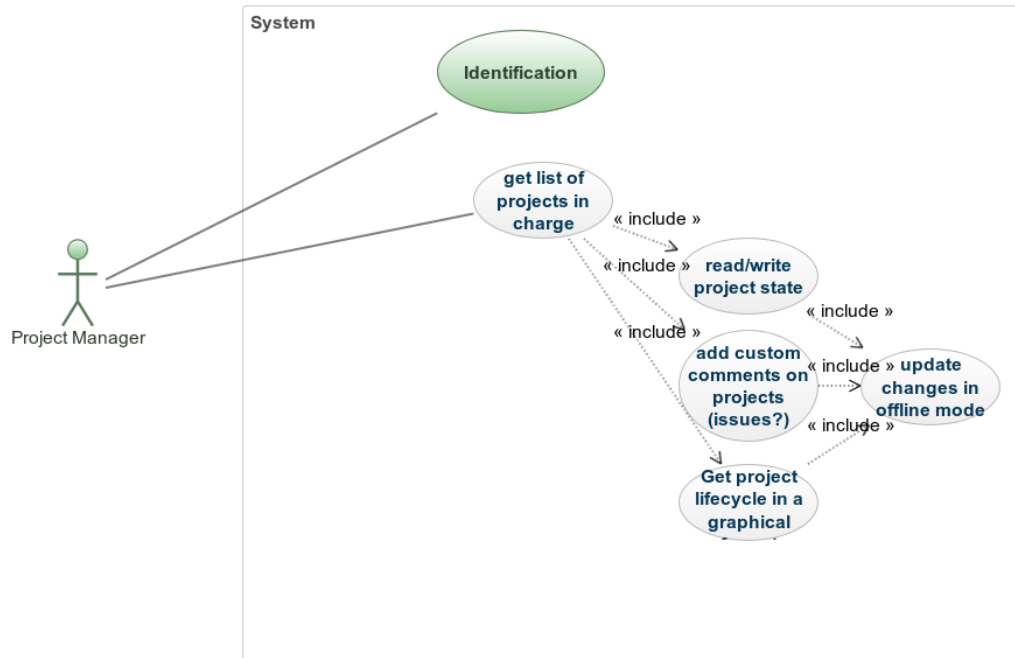 System
Identification
get list of
projects in
charge
« include »
« include »
read/write
project state
« include »
« include »
Project Manager
add custom
comments on
projects
(issues?)
« include »
update
changes in
offline mode
« include »
Get project
lifecycle in a
graphical